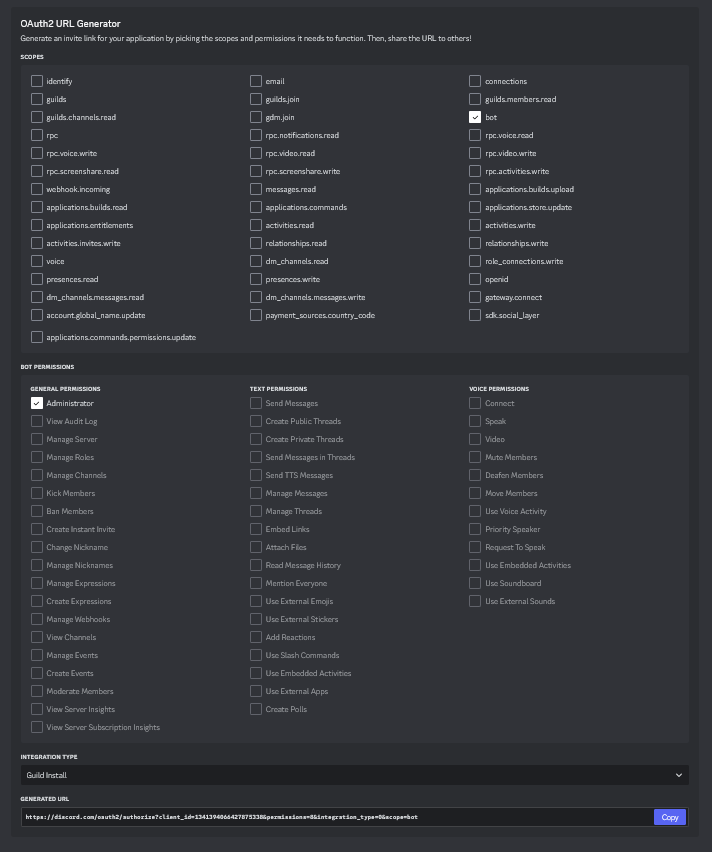 OAuth2 URL Generator
Generate an invite link for your application by picking the scopes and permissions it needs to function. Then, share the URL to others!
SCOPES
identify email connections
guilds guilds.join guilds.members.read
guilds.channels.read gdm.join bot
rpc rpc.notifications.read rpc.voice.read
rpc.voice.write rpc.video.read rpc.video.write
rpc.screenshare.read rpc.screenshare.write rpc.activities.write
webhook.incoming messages.read applications.builds.upload
applications.builds.read applications.commands applications.store.update
applications.entitlements activities.read activities.write
activities.invites.write relationships.read relationships.write
voice dm_channels.read role_connections.write
presences.read presences.write openid
dm_channels.messages.read dm_channels.messages.write gateway.connect
account.global_name.update payment_sources.country_code sdk.social_layer
applications.commands.permissions.update
BOT PERMISSIONS
GENERAL PERMISSIONS TEXT PERMISSIONS VOICE PERMISSIONS
Administrator Send Messages Connect
View Audit Log Create Public Threads Speak
Manage Server Create Private Threads Video
Manage Roles Send Messages in Threads Mute Members
Manage Channels Send TTS Messages Deafen Members
Kick Members Manage Messages Move Members
Ban Members Manage Threads Use Voice Activity
Create Instant Invite Embed Links Priority Speaker
Change Nickname Attach Files Request To Speak
Manage Nicknames Read Message History Use Embedded Activities
Manage Expressions Mention Everyone Use Soundboard
Create Expressions Use External Emojis Use External Sounds
Manage Webhooks Use External Stickers
View Channels Add Reactions
Manage Events Use Slash Commands
Create Events Use Embedded Activities
Moderate Members Use External Apps
View Server Insights Create Polls
View Server Subscription Insights
INTEGRATION TYPE
Guild Install
GENERATED URL
https://discord.com/oauth2/authorize?client_id=1341394066427875338&permissions=8&integration_type=0&scope=bot Copy